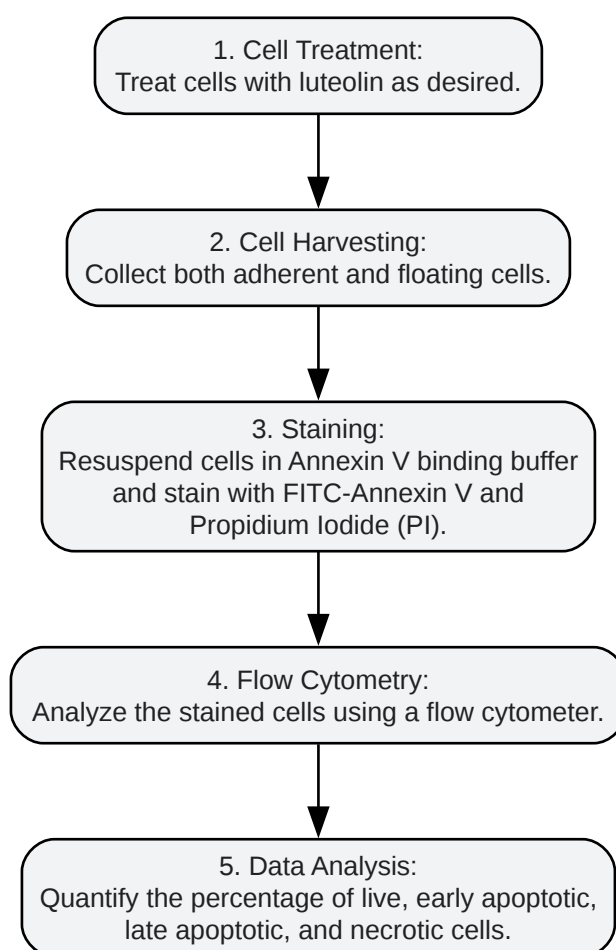 1. Cell Treatment:
Treat cells with luteolin as desired.
2. Cell Harvesting:
Collect both adherent and floating cells.
3. Staining:
Resuspend cells in Annexin V binding buffer
and stain with FITC-Annexin V and
Propidium Iodide (PI).
4. Flow Cytometry:
Analyze the stained cells using a flow cytometer.
5. Data Analysis:
Quantify the percentage of live, early apoptotic,
late apoptotic, and necrotic cells.